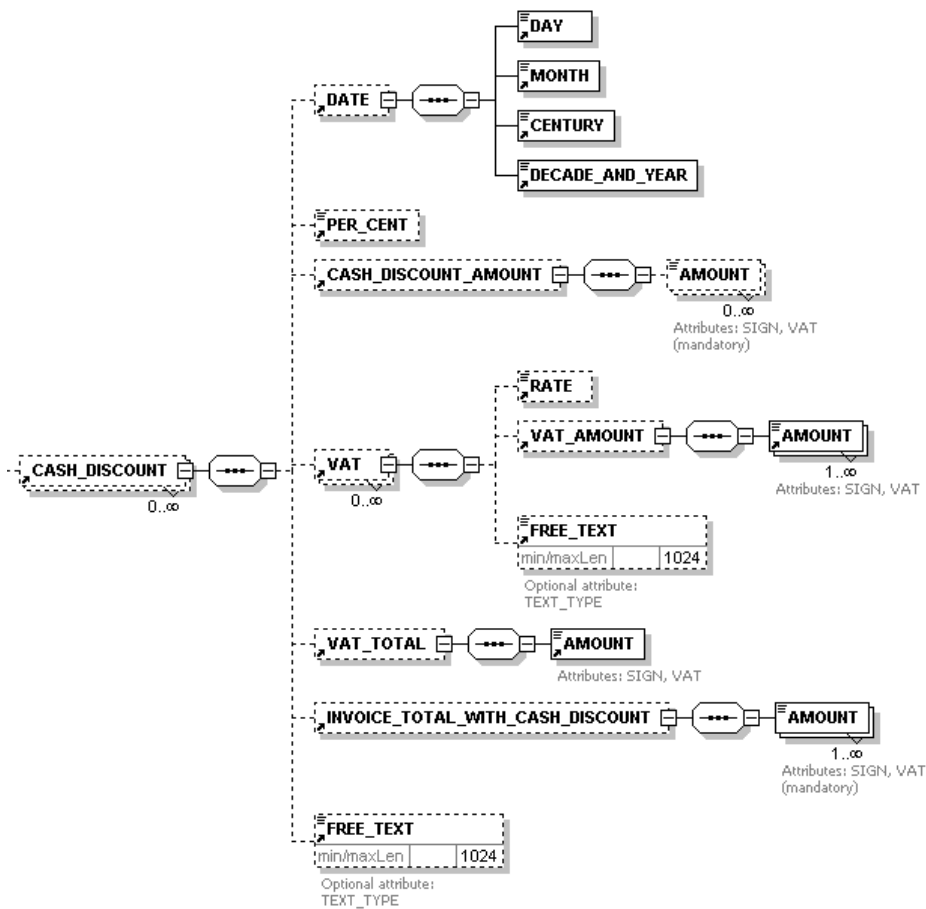 DAY
DATE
MONTH
CENTURY
DECADE_AND_YEAR
PER_CENT
CASH_DISCOUNT_AMOUNT
AMOUNT
0..∞
Attributes: SIGN, VAT
(mandatory)
RATE
VAT_AMOUNT
AMOUNT
1..∞
Attributes: SIGN, VAT
CASH_DISCOUNT
0..∞
VAT
0..∞
FREE_TEXT
min/maxLen 1024
Optional attribute:
TEXT_TYPE
VAT_TOTAL
AMOUNT
Attributes: SIGN, VAT
INVOICE_TOTAL_WITH_CASH_DISCOUNT
AMOUNT
1..∞
Attributes: SIGN, VAT
(mandatory)
FREE_TEXT
min/maxLen 1024
Optional attribute:
TEXT_TYPE